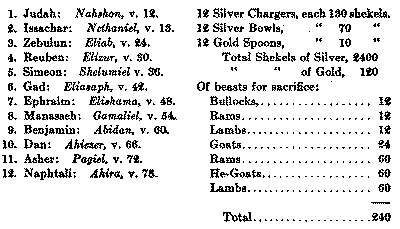 1. Judah: Nahshon, v. 12.
2. Issachar: Nethaniel, v. 18.
3. Zebulun: Eliab, v. 24.
4. Reuben: Elizur, v. 30.
5. Simeon: Shelumiel v. 36.
6. Gad: Eliasaph, v. 42.
7. Ephraim: Elishama, v. 48.
8. Manasseh: Gamaliel, v. 54.
9. Benjamin: Abidan, v. 60.
10. Dan: Ahiezer, v. 66.
11. Asher: Pagiel, v. 72.
12. Naphtali: Ahira, v. 78.
12 Silver Chargers, each 130 shekels.
12 Silver Bowls, " 70 "
12 Gold Spoons, " 10 "
Total Shekels of Silver, 2400
" " of Gold, 120
Of beasts for sacrifice:
Bullocks, 12
Rams 12
Lambs 12
Goats 24
Rams 60
He-Goats 60
Lambs 60
Total 240